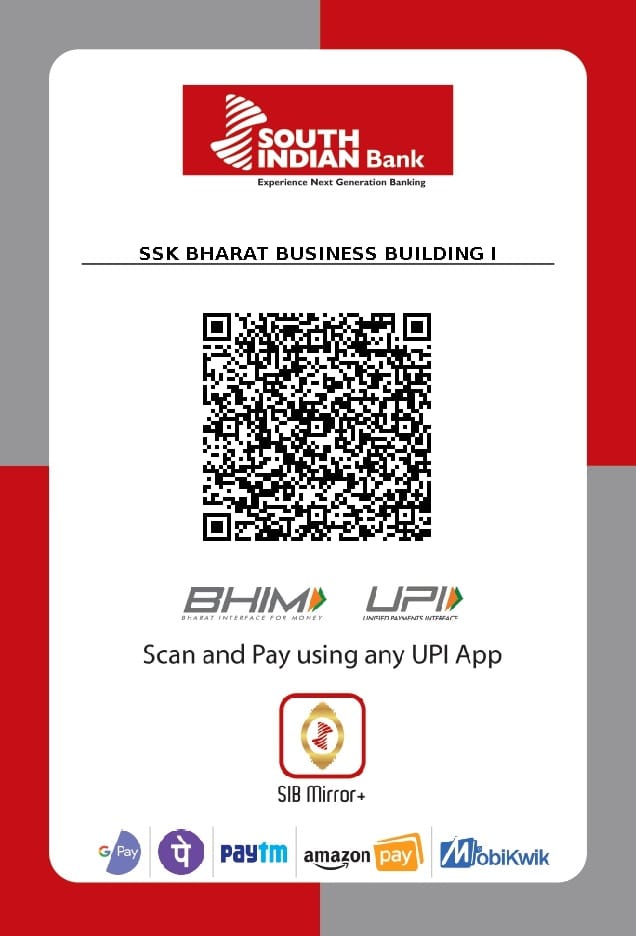 SOUTH
INDIAN Bank
Experience Next Generation Banking
SSK BHARAT BUSINESS BUILDING I
BHIM UPI
BHARAT INTERFACE FOR MONEY UNIFIED PAYMENTS INTERFACE
Scan and Pay using any UPI App
SIB Mirror+
G Pay पे paytm amazon pay MobiKwik